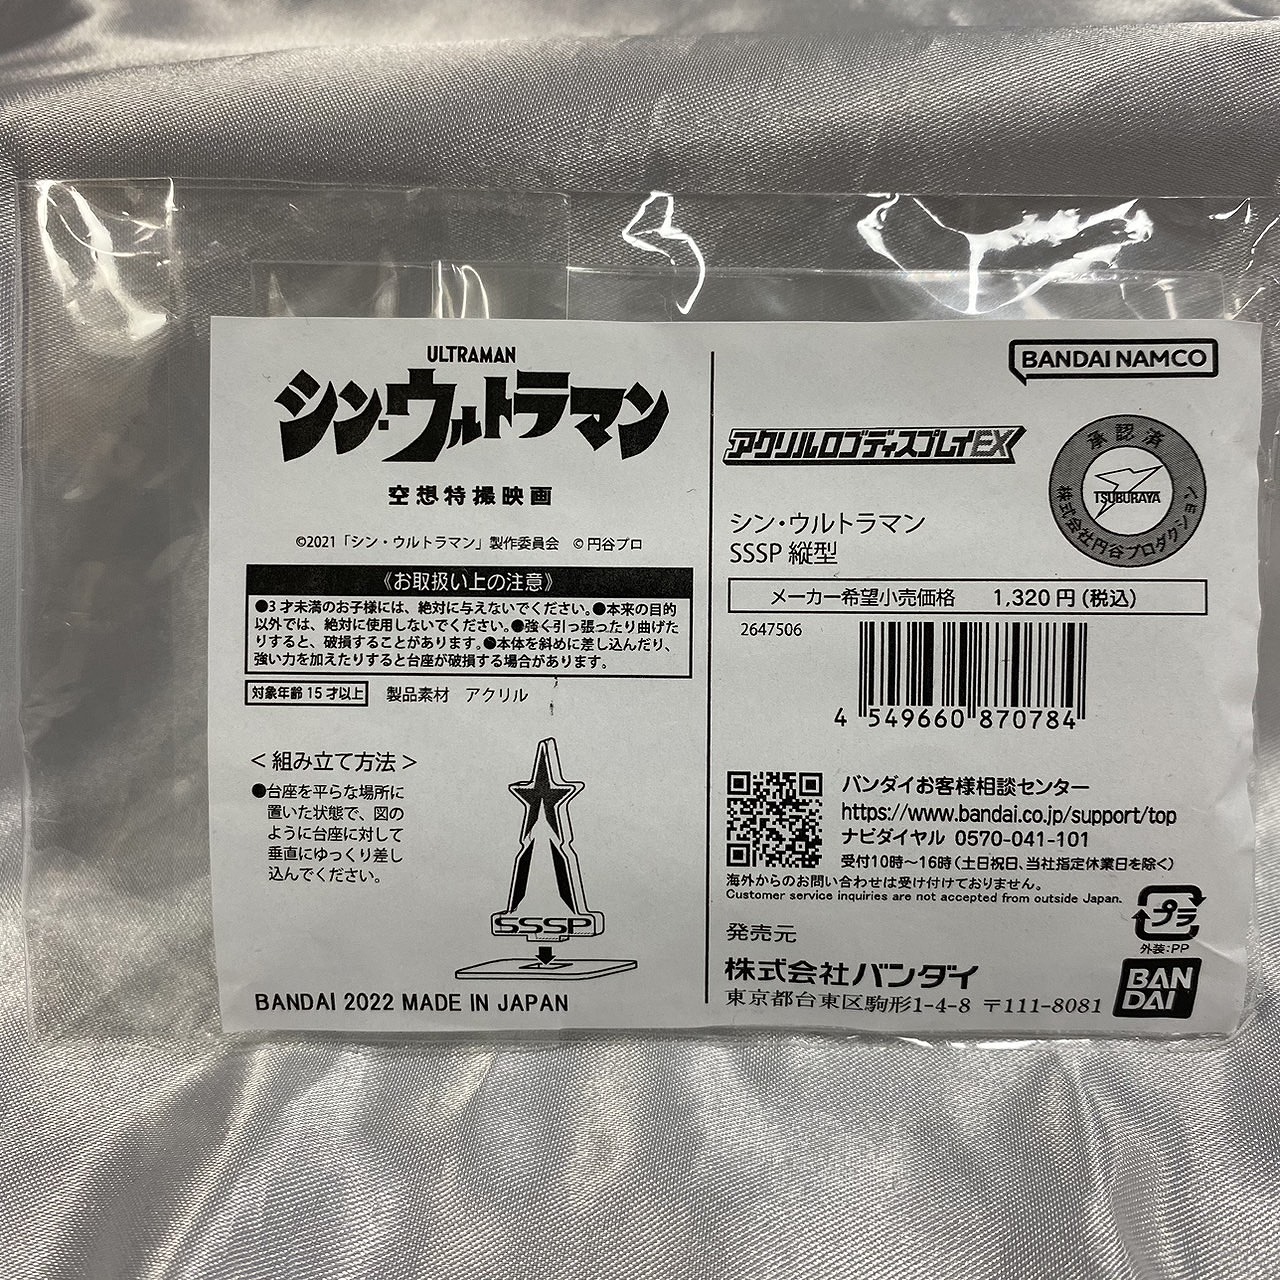 ULTRAMAN
シン・ウルトラマン
空想特撮映画
©2021「シン・ウルトラマン」製作委員会 ©円谷プロ
《お取扱い上の注意》
●3才未満のお子様には、絶対に与えないでください。●本来の目的
以外では、絶対に使用しないでください。●強く引っ張ったり曲げた
りすると、破損することがあります。●本体を斜めに差し込んだり、
強い力を加えたりすると台座が破損する場合があります。
対象年齢15才以上 製品素材 アクリル
<組み立て方法>
●台座を平らな場所に
置いた状態で、図の
ように台座に対して
垂直にゆっくり差し
込んでください。
SSSP
BANDAI 2022 MADE IN JAPAN
BANDAI NAMCO
アクリルロゴディスプレイEX
承認済
TSUBURAYA
株式会社円谷プロダクション
シン・ウルトラマン
SSSP 縦型
メーカー希望小売価格 1,320円(税込)
2647506
4 549660 870784
バンダイお客様相談センター
https://www.bandai.co.jp/support/top
ナビダイヤル 0570-041-101
受付10時〜16時(土日祝日、当社指定休業日を除く)
海外からのお問い合わせは受け付けておりません。
Customer service inquiries are not accepted from outside Japan.
プラ
外装:PP
発売元
株式会社バンダイ
東京都台東区駒形1-4-8 〒111-8081
BAN
DAI